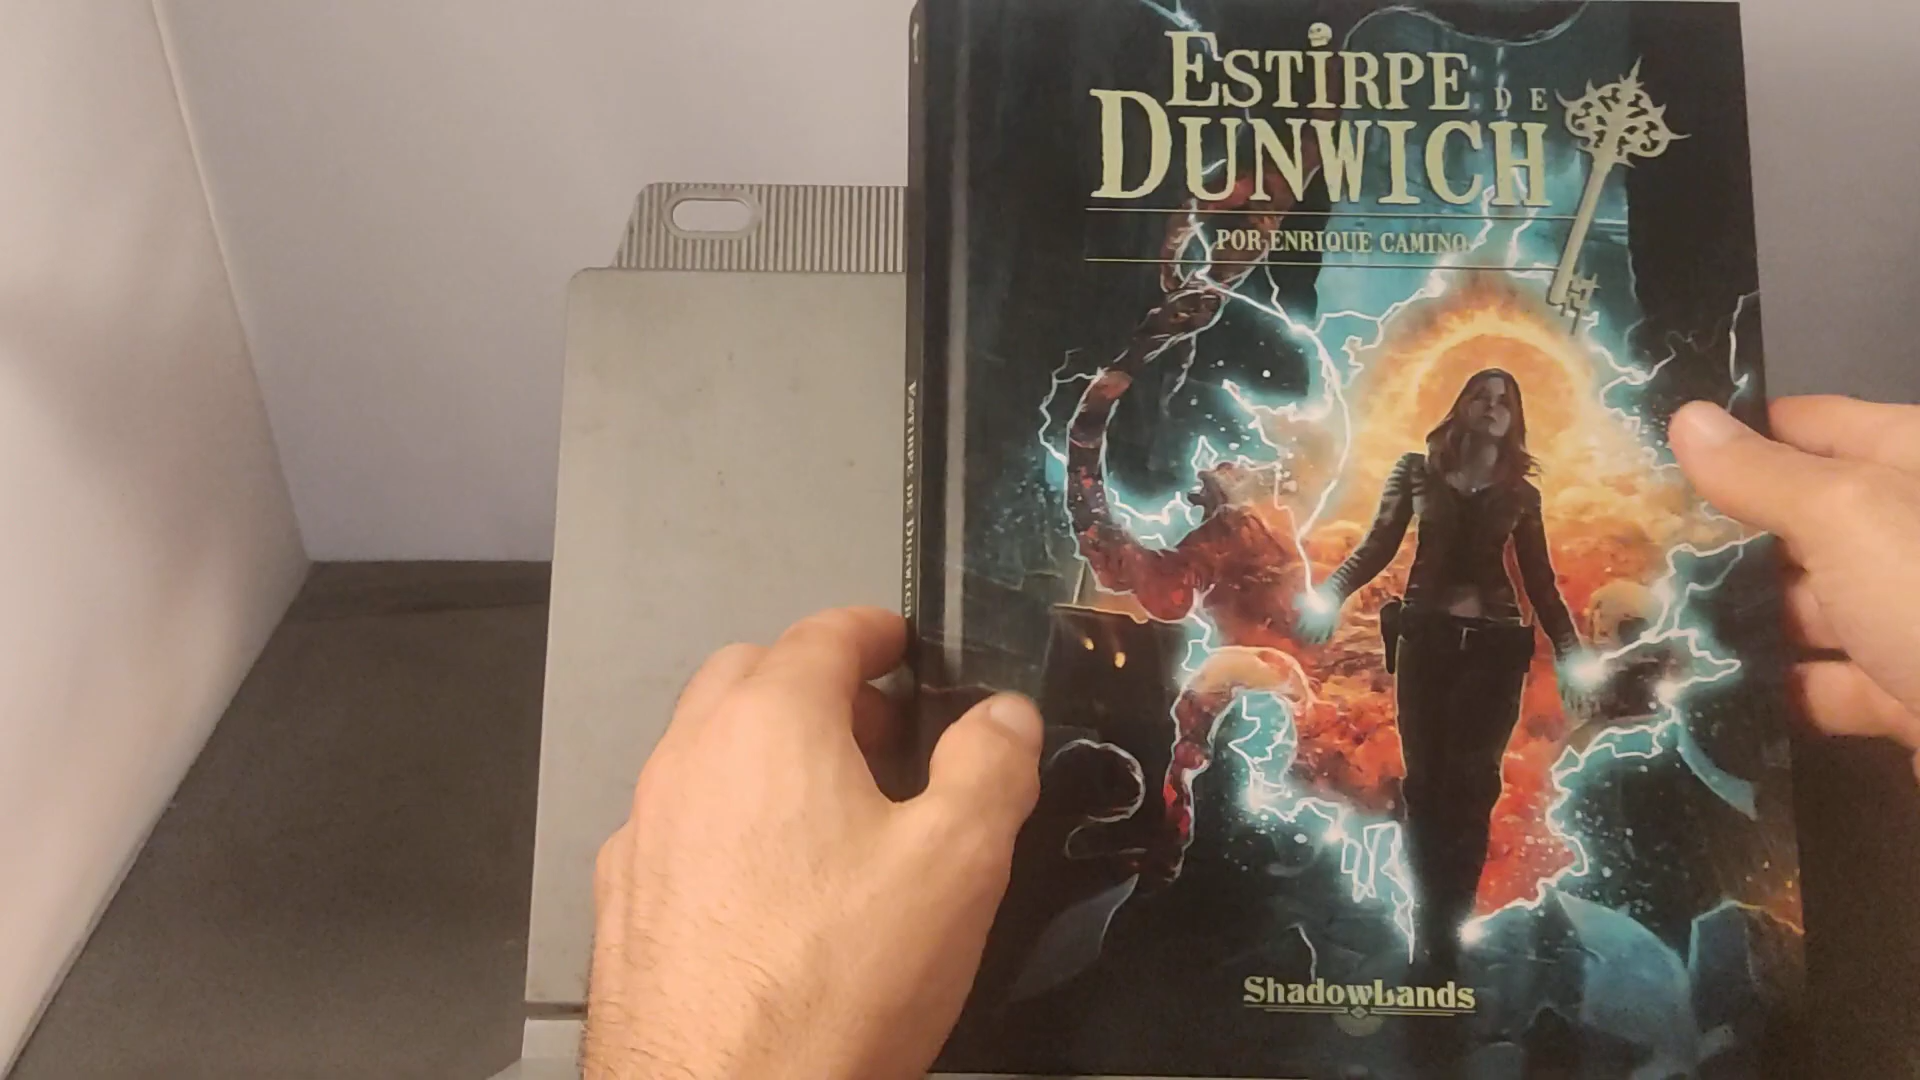 ESTIRPE DE
DUNWICH
POR ENRIQUE CAMINO
ShadowLands
ESTIRPE DE DUNWICH